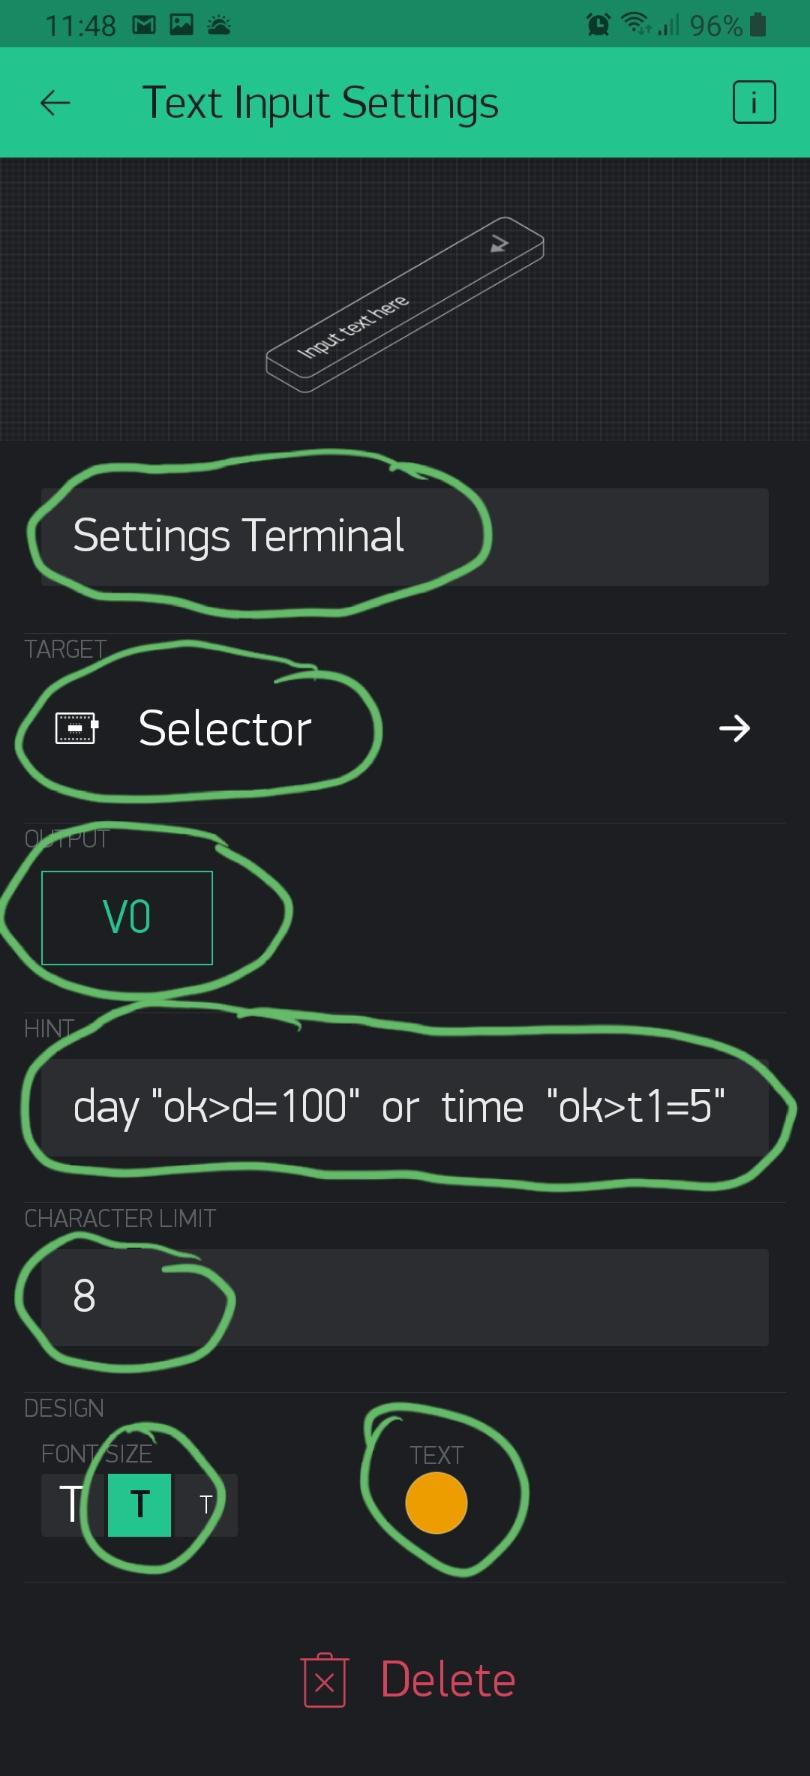 11:48 96%
Text Input Settings i
Input text here
Settings Terminal
TARGET
Selector
OUTPUT
V0
HINT
day "ok>d=100" or time "ok>t1=5"
CHARACTER LIMIT
8
DESIGN
FONT SIZE TEXT
T T T
Delete